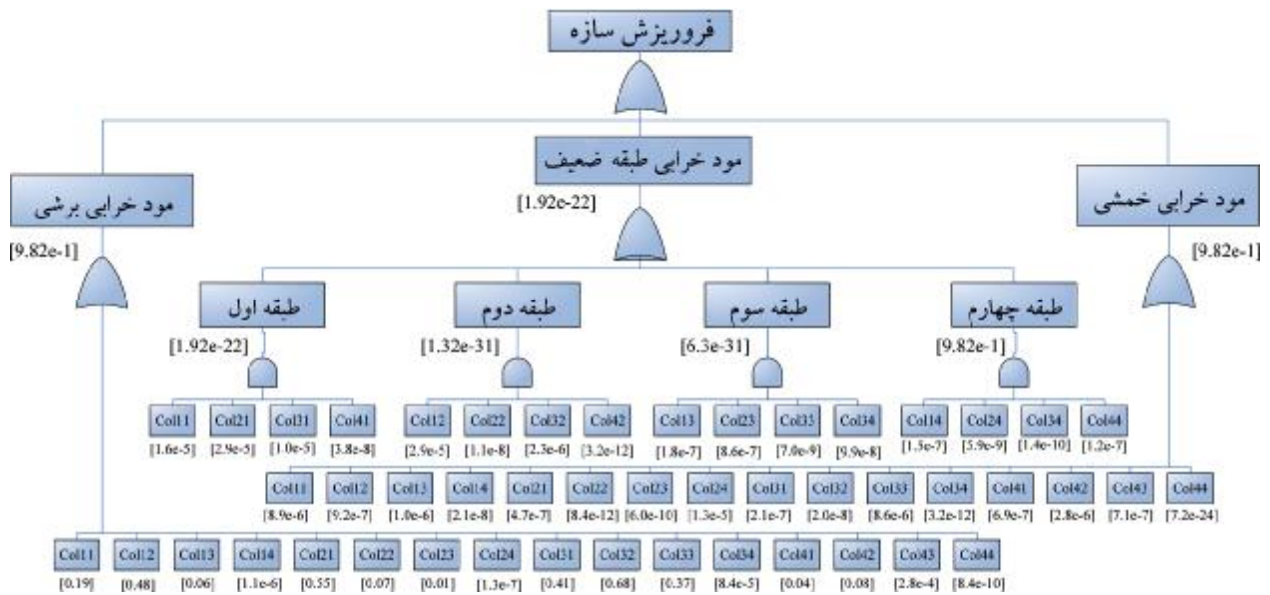 فروریزش سازه
مود خرابی طبقه ضعیف
[1.92e-22]
مود خرابی برشی
[9.82e-1]
مود خرابی خمشی
[9.82e-1]
طبقه اول
طبقه دوم
طبقه سوم
طبقه چهارم
[1.92e-22] [1.32e-31] [6.3e-31] [9.82e-1]
Col11 Col21 Col31 Col41 Col12 Col22 Col32 Col42 Col13 Col23 Col33 Col34 Col14 Col24 Col34 Col44
[1.6e-5] [2.9e-5] [1.0e-5] [3.8e-8] [2.9e-5] [1.1e-8] [2.3e-6] [3.2e-12] [1.8e-7] [8.6e-7] [7.0e-9] [9.9e-8] [1.5e-7] [5.9e-9] [1.4e-10] [1.2e-7]
Col11 Col12 Col13 Col14 Col21 Col22 Col23 Col24 Col31 Col32 Col33 Col34 Col41 Col42 Col43 Col44
[8.9e-6] [9.2e-7] [1.0e-6] [2.1e-8] [4.7e-7] [8.4e-12] [6.0e-10] [1.3e-5] [2.1e-7] [2.0e-8] [8.6e-6] [3.2e-12] [6.9e-7] [2.8e-6] [7.1e-7] [7.2e-24]
Col11 Col12 Col13 Col14 Col21 Col22 Col23 Col24 Col31 Col32 Col33 Col34 Col41 Col42 Col43 Col44
[0.19] [0.48] [0.06] [1.1e-6] [0.55] [0.07] [0.01] [1.3e-7] [0.41] [0.68] [0.37] [8.4e-5] [0.04] [0.08] [2.8e-4] [8.4e-10]